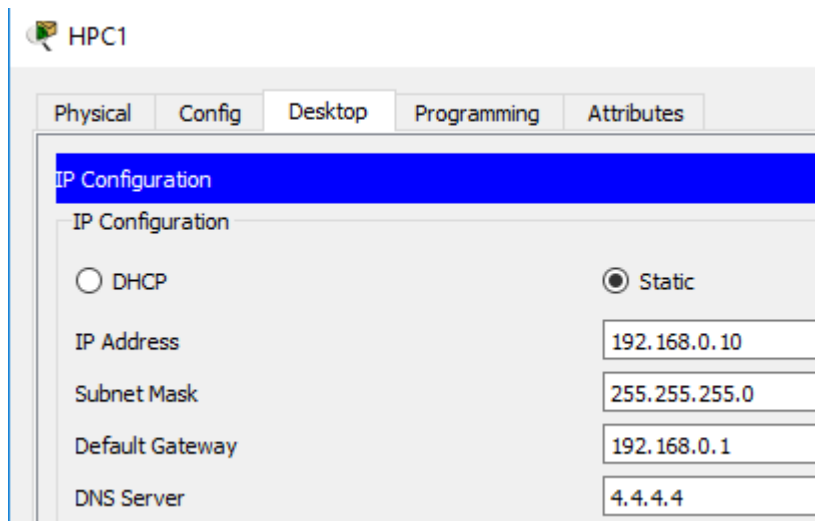 HPC1
Physical Config Desktop Programming Attributes
IP Configuration
IP Configuration
DHCP Static
IP Address 192.168.0.10
Subnet Mask 255.255.255.0
Default Gateway 192.168.0.1
DNS Server 4.4.4.4